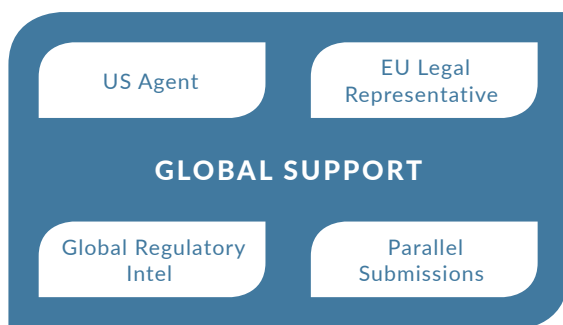 US Agent
EU Legal
Representative
GLOBAL SUPPORT
Global Regulatory
Intel
Parallel
Submissions